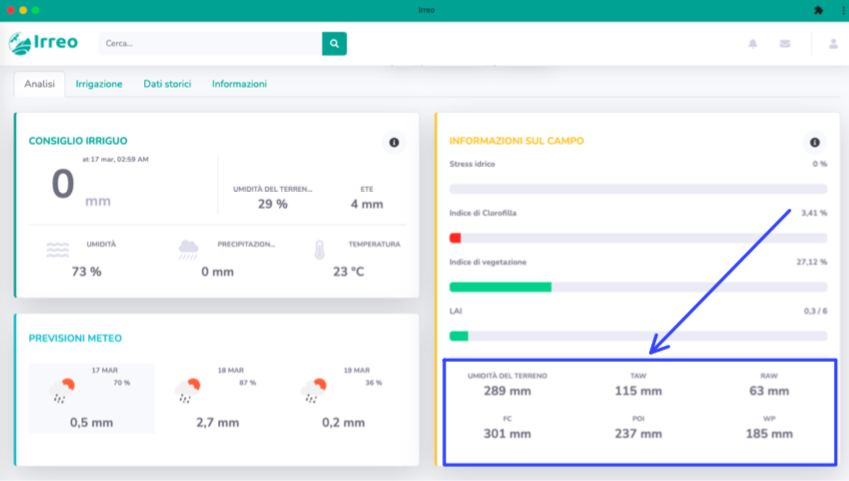 Irreo
Irreo
Cerca...
Analisi
Irrigazione
Dati storici
Informazioni
CONSIGLIO IRRIGUO
at 17 mar, 02:59 AM
0 mm
UMIDITÀ DEL TERREN...
29 %
ETE
4 mm
UMIDITÀ
73 %
PRECIPITAZION...
0 mm
TEMPERATURA
23 °C
PREVISIONI METEO
17 MAR
70 %
0,5 mm
18 MAR
87 %
2,7 mm
19 MAR
36 %
0,2 mm
INFORMAZIONI SUL CAMPO
Stress idrico 0 %
Indice di Clorofilla 3,41 %
Indice di vegetazione 27,12 %
LAI 0,3 / 6
UMIDITÀ DEL TERRENO
289 mm
TAW
115 mm
RAW
63 mm
FC
301 mm
POI
237 mm
WP
185 mm